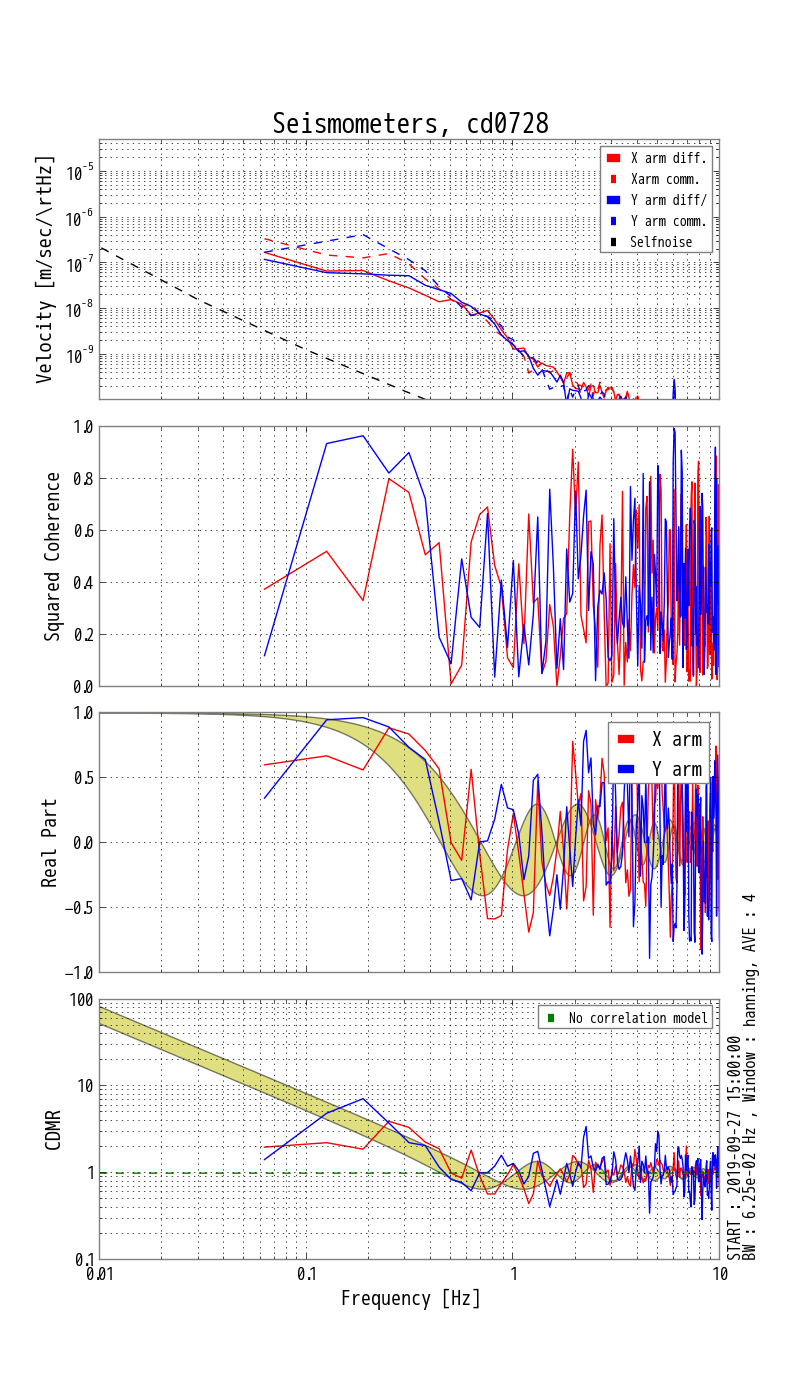 Seismometers, cd0728
Velocity [m/sec/\rtHz]
10^-5
10^-6
10^-7
10^-8
10^-9
X arm diff.
Xarm comm.
Y arm diff/
Y arm comm.
Selfnoise
Squared Coherence
1.0
0.8
0.6
0.4
0.2
0.0
Real Part
1.0
0.5
0.0
−0.5
−1.0
X arm
Y arm
CDMR
100
10
1
0.1
No correlation model
0.01
0.1
1
10
Frequency [Hz]
START : 2019-09-27 15:00:00
BW : 6.25e-02 Hz , Window : hanning, AVE : 4